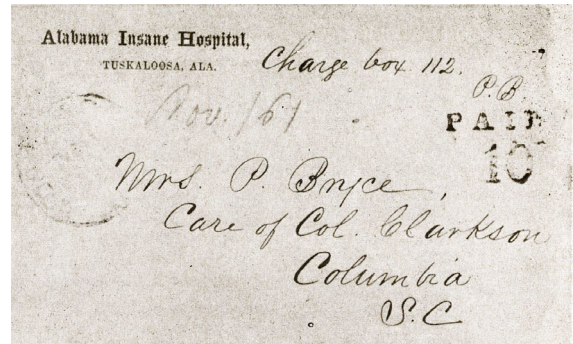 Alabama Insane Hospital,
TUSKALOOSA, ALA.
Charge box 112.
P.B
Nov./61
PAID
10
Mrs. P. Bryce,
Care of Col. Clarkson
Columbia
S.C